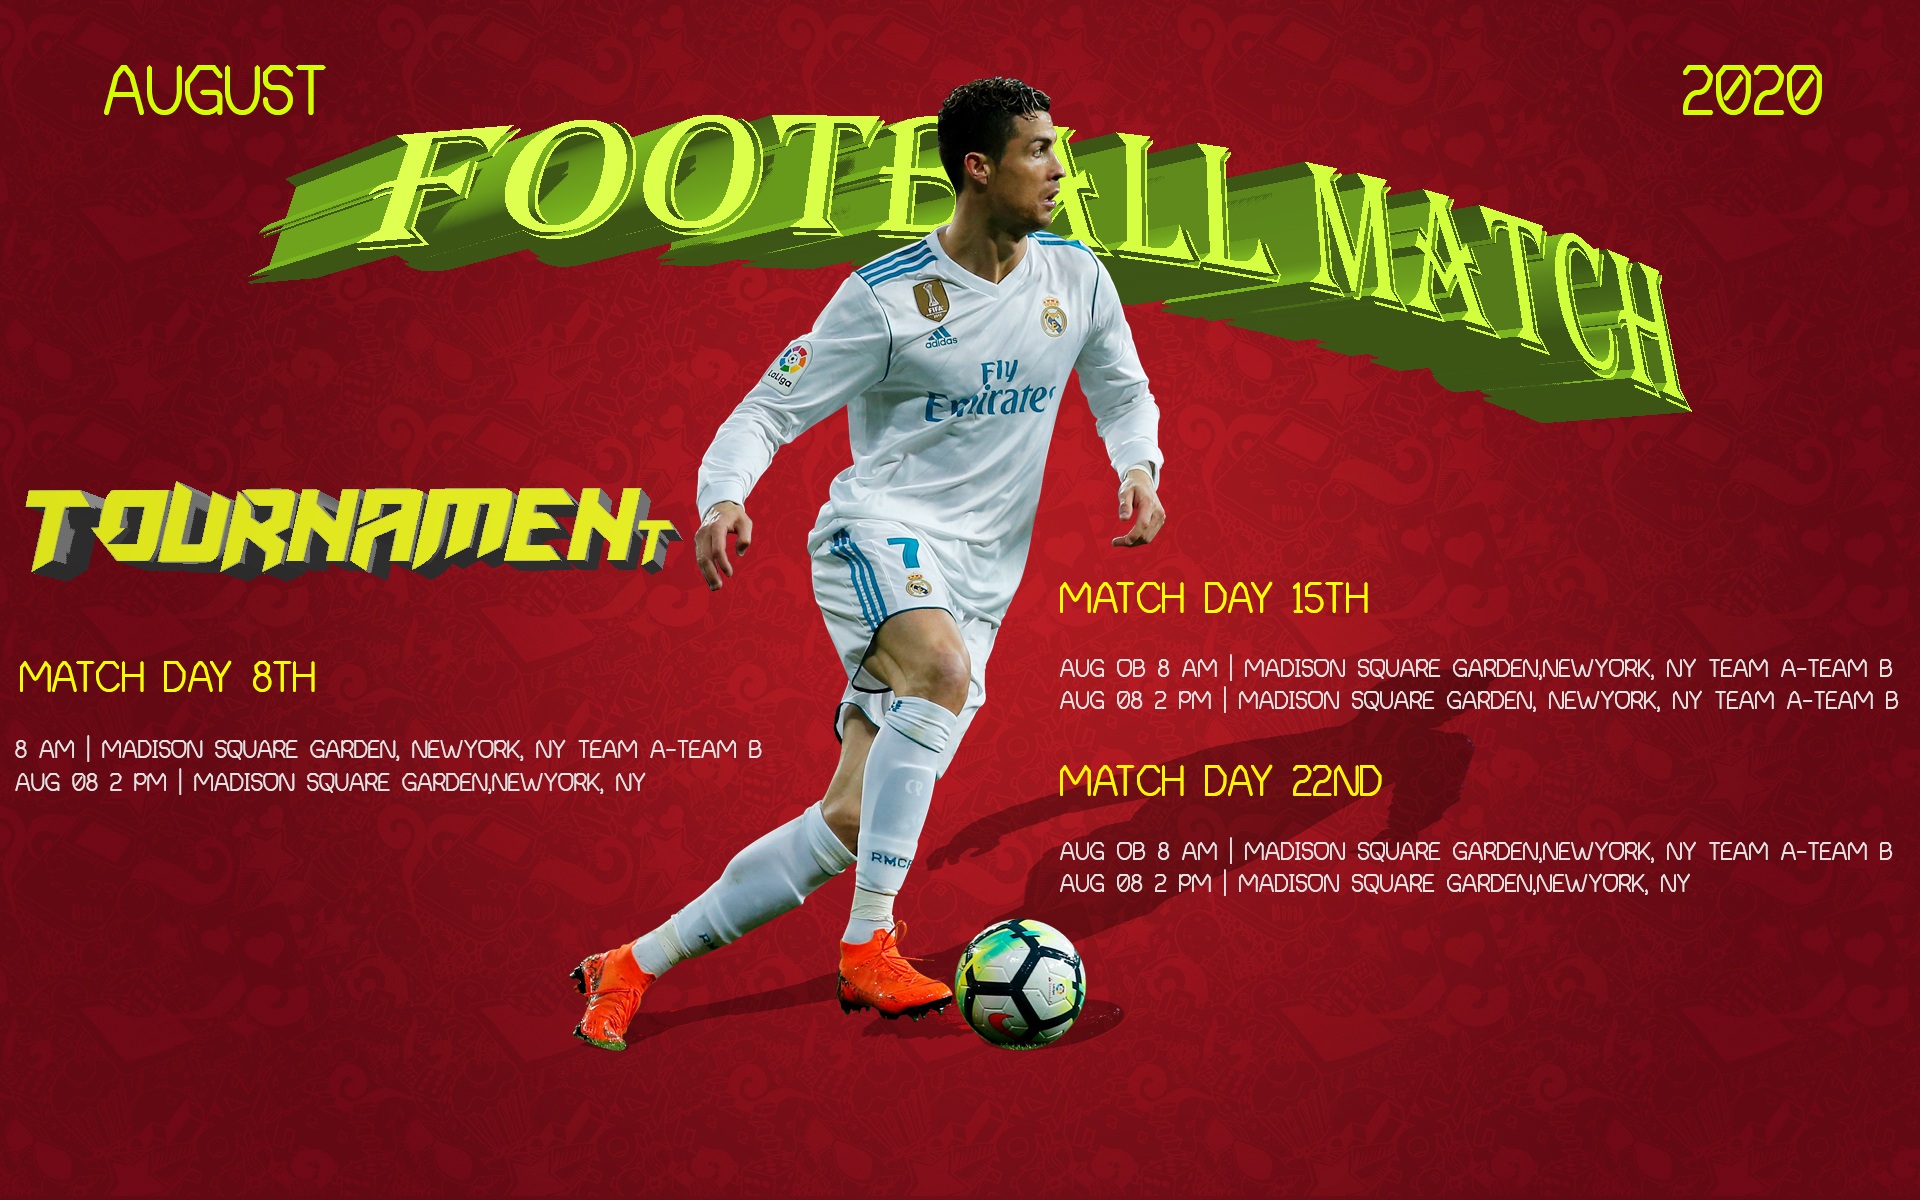 AUGUST
2020
FOOTBALL MATCH
FIFA
adidas
LaLiga
Fly
Emirates
TOURNAMENT
7
MATCH DAY 15TH
AUG OB 8 AM | MADISON SQUARE GARDEN,NEWYORK, NY TEAM A-TEAM B
AUG 08 2 PM | MADISON SQUARE GARDEN, NEWYORK, NY TEAM A-TEAM B
MATCH DAY 8TH
8 AM | MADISON SQUARE GARDEN, NEWYORK, NY TEAM A-TEAM B
AUG 08 2 PM | MADISON SQUARE GARDEN,NEWYORK, NY
MATCH DAY 22ND
AUG OB 8 AM | MADISON SQUARE GARDEN,NEWYORK, NY TEAM A-TEAM B
AUG 08 2 PM | MADISON SQUARE GARDEN,NEWYORK, NY
RMCF